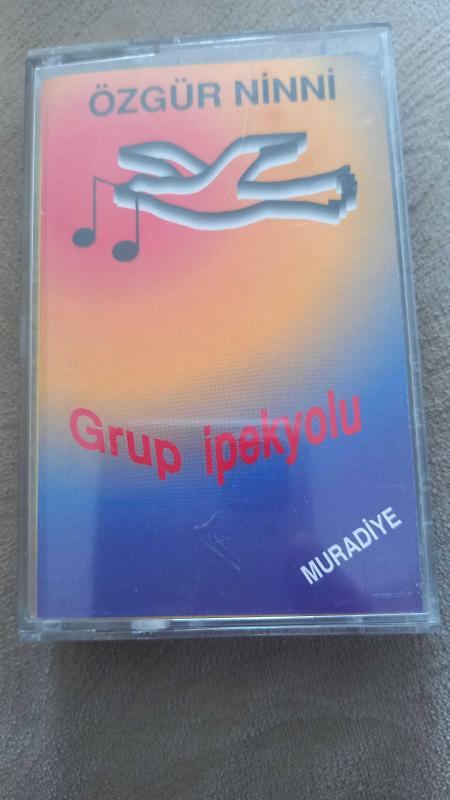 ÖZGÜR NİNNİ
Grup ipekyolu
MURADİYE